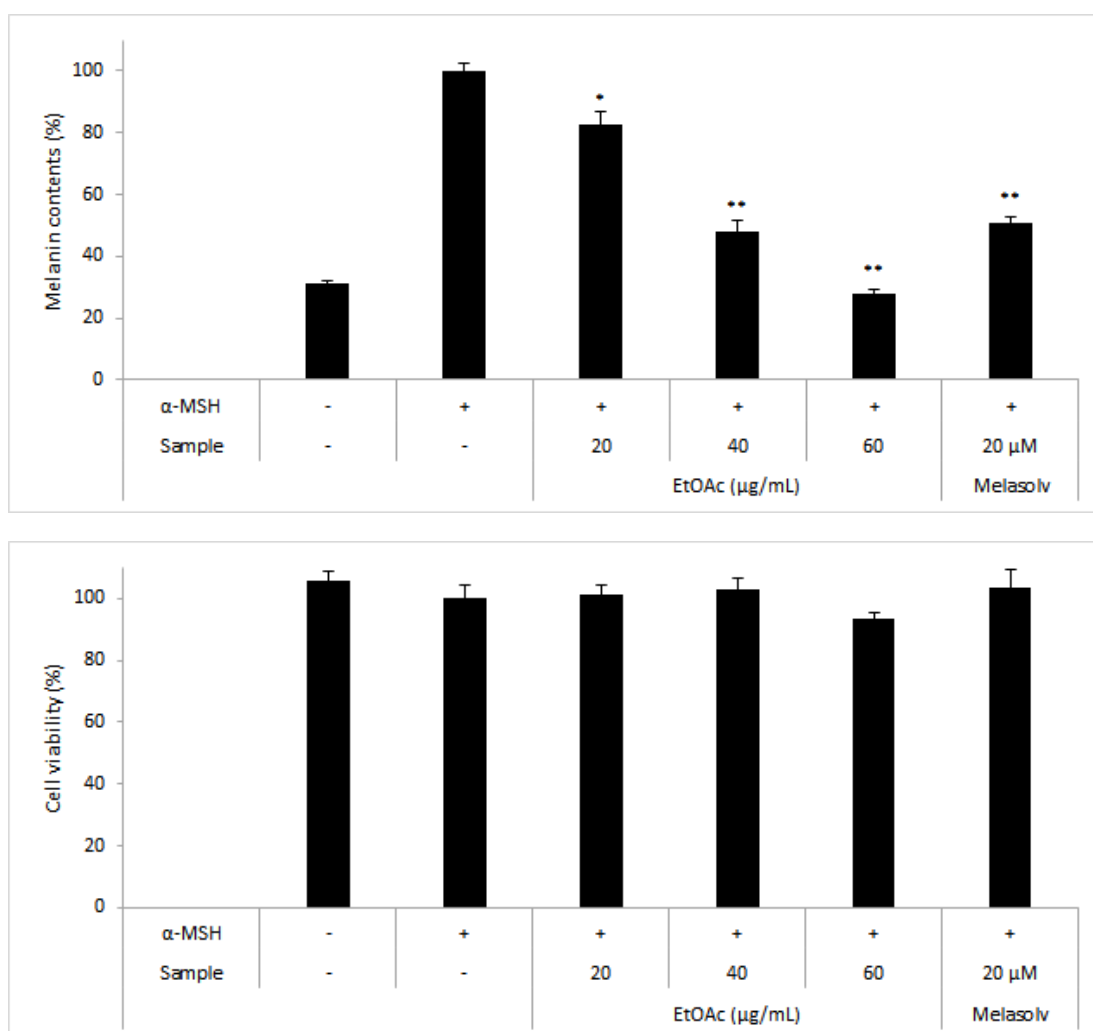 Melanin contents (%)
100
80
60
40
20
0
*
**
**
**
α-MSH - + + + + +
Sample - - 20 40 60 20 µM
EtOAc (µg/mL) Melasolv
Cell viability (%)
100
80
60
40
20
0
α-MSH - + + + + +
Sample - - 20 40 60 20 µM
EtOAc (µg/mL) Melasolv